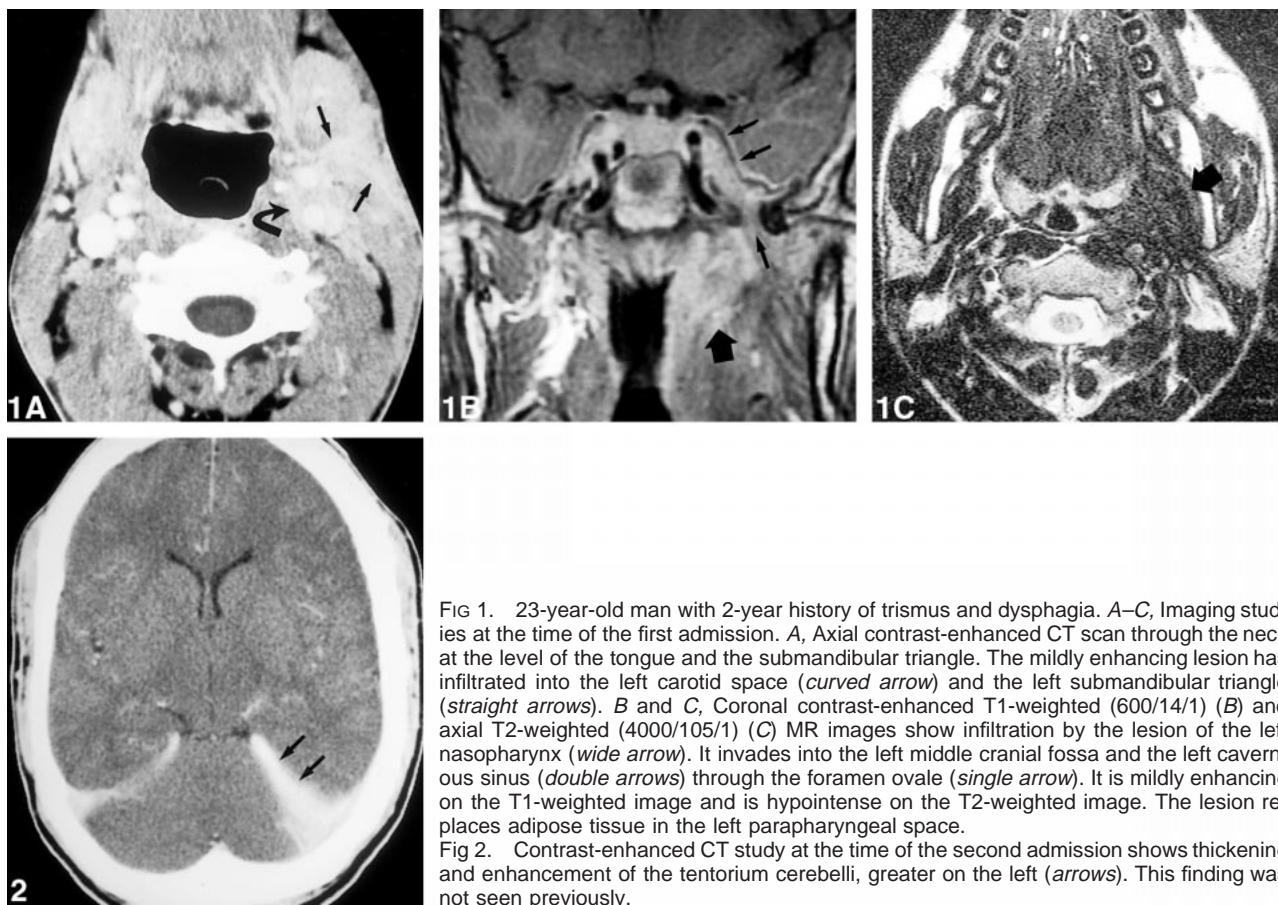 1A
1B
1C
2
FIG 1. 23-year-old man with 2-year history of trismus and dysphagia. A–C, Imaging stud
ies at the time of the first admission. A, Axial contrast-enhanced CT scan through the nec
at the level of the tongue and the submandibular triangle. The mildly enhancing lesion ha
infiltrated into the left carotid space (curved arrow) and the left submandibular triangle
(straight arrows). B and C, Coronal contrast-enhanced T1-weighted (600/14/1) (B) and
axial T2-weighted (4000/105/1) (C) MR images show infiltration by the lesion of the lef
nasopharynx (wide arrow). It invades into the left middle cranial fossa and the left cavern
ous sinus (double arrows) through the foramen ovale (single arrow). It is mildly enhancing
on the T1-weighted image and is hypointense on the T2-weighted image. The lesion re
places adipose tissue in the left parapharyngeal space.
Fig 2. Contrast-enhanced CT study at the time of the second admission shows thickening
and enhancement of the tentorium cerebelli, greater on the left (arrows). This finding was
not seen previously.